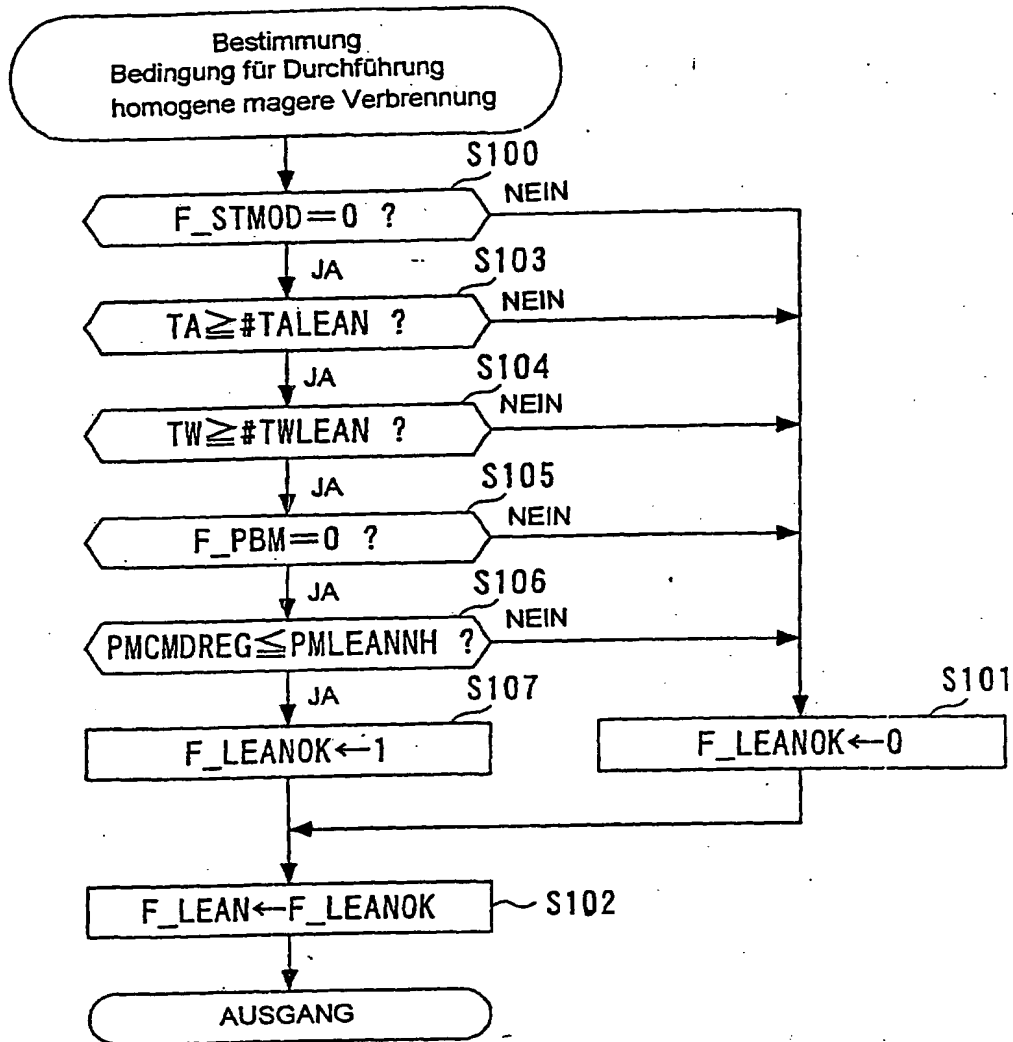 Bestimmung
Bedingung für Durchführung
homogene magere Verbrennung
S100
F_STMOD==0 ?
NEIN
JA
S103
TA≧#TALEAN ?
NEIN
JA
S104
TW≧#TWLEAN ?
NEIN
JA
S105
F_PBM==0 ?
NEIN
JA
S106
PMCMDREG≦PMLEANNH ?
NEIN
JA
S107
F_LEANOK←1
S101
F_LEANOK←0
F_LEAN←F_LEANOK
S102
AUSGANG